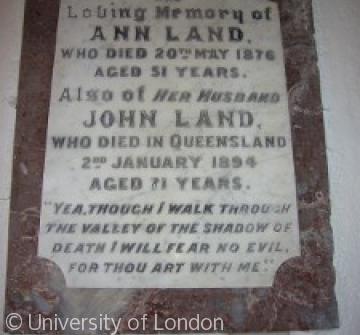 Loving Memory of
ANN LAND,
WHO DIED 20TH MAY 1876
AGED 51 YEARS.
Also of HER HUSBAND
JOHN LAND,
WHO DIED IN QUEENSLAND
2ND JANUARY 1894
AGED 71 YEARS.
"YEA, THOUGH I WALK THROUGH
THE VALLEY OF THE SHADOW OF
DEATH I WILL FEAR NO EVIL,
FOR THOU ART WITH ME."
© University of London